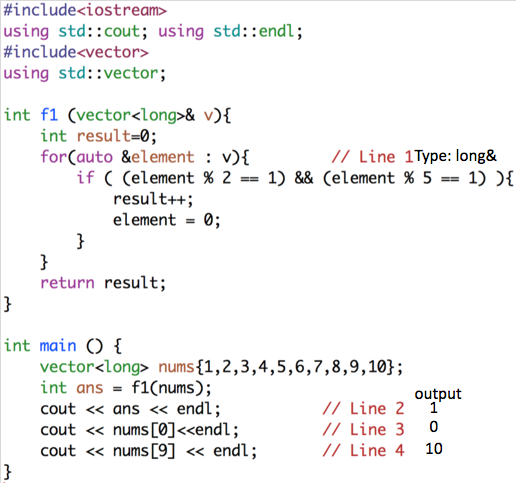 #include<iostream>
using std::cout; using std::endl;
#include<vector>
using std::vector;

int f1 (vector<long>& v){
    int result=0;
    for(auto &element : v){         // Line 1Type: long&
        if ( (element % 2 == 1) && (element % 5 == 1) ){
            result++;
            element = 0;
        }
    }
    return result;
}

int main () {
    vector<long> nums{1,2,3,4,5,6,7,8,9,10};
    int ans = f1(nums);
output
    cout << ans << endl;           // Line 2 1
    cout << nums[0]<<endl;         // Line 3 0
    cout << nums[9] << endl;       // Line 4 10
}